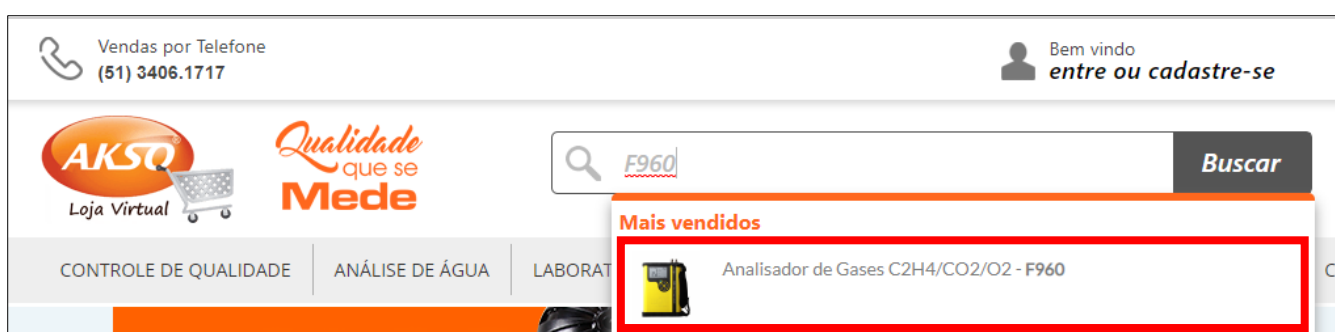 Vendas por Telefone
(51) 3406.1717
Bem vindo
entre ou cadastre-se
AKSO
Loja Virtual
Qualidade
que se
Mede
F960
Buscar
Mais vendidos
Analisador de Gases C2H4/CO2/O2 - F960
CONTROLE DE QUALIDADE
ANÁLISE DE ÁGUA
LABORAT
C